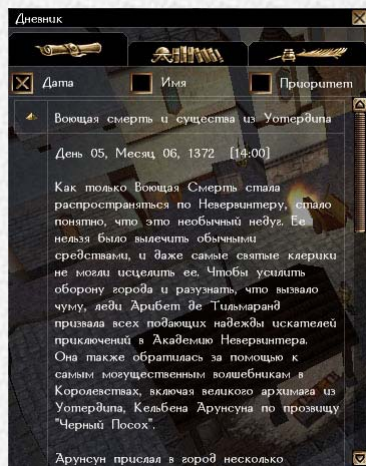 Дневник
Дата
Имя
Приоритет
Воющая смерть и существа из Уотердипа
День 05, Месяц 06, 1372 [14:00]
Как только Воющая Смерть стала
распространяться по Невервинтеру, стало
понятно, что это необычный недуг. Ее
нельзя было вылечить обычными
средствами, и даже самые святые клерики
не могли исцелить ее. Чтобы усилить
оборону города и разузнать, что вызвало
чуму, леди Арибет де Тильмаранд
призвала всех подающих надежды искателей
приключений в Академию Невервинтера.
Она также обратилась за помощью к
самым могущественным волшебникам в
Королевствах, включая великого архимага из
Уотердипа, Кельбена Арунсуна по прозвищу
"Черный Посох".
Арунсун прислал в город несколько